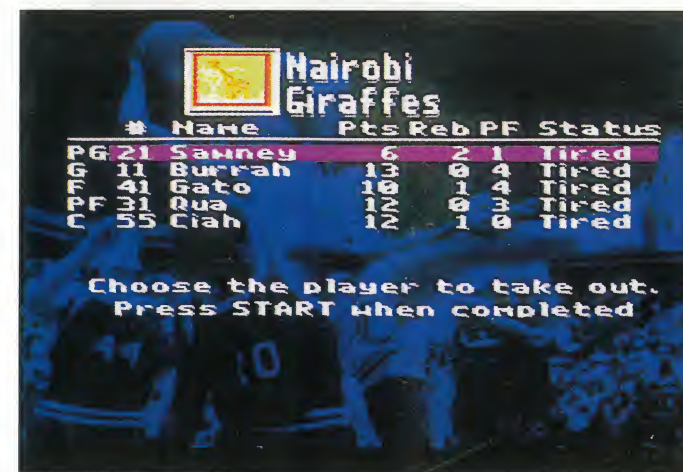 Nairobi
Giraffes
# Name Pts Reb PF Status
PG 21 Sawney 6 2 1 Tired
G 11 Burrah 13 0 4 Tired
F 41 Gato 10 1 4 Tired
PF 31 Qua 12 0 3 Tired
C 55 Ciah 12 1 0 Tired
Choose the player to take out.
Press START when completed
44 10